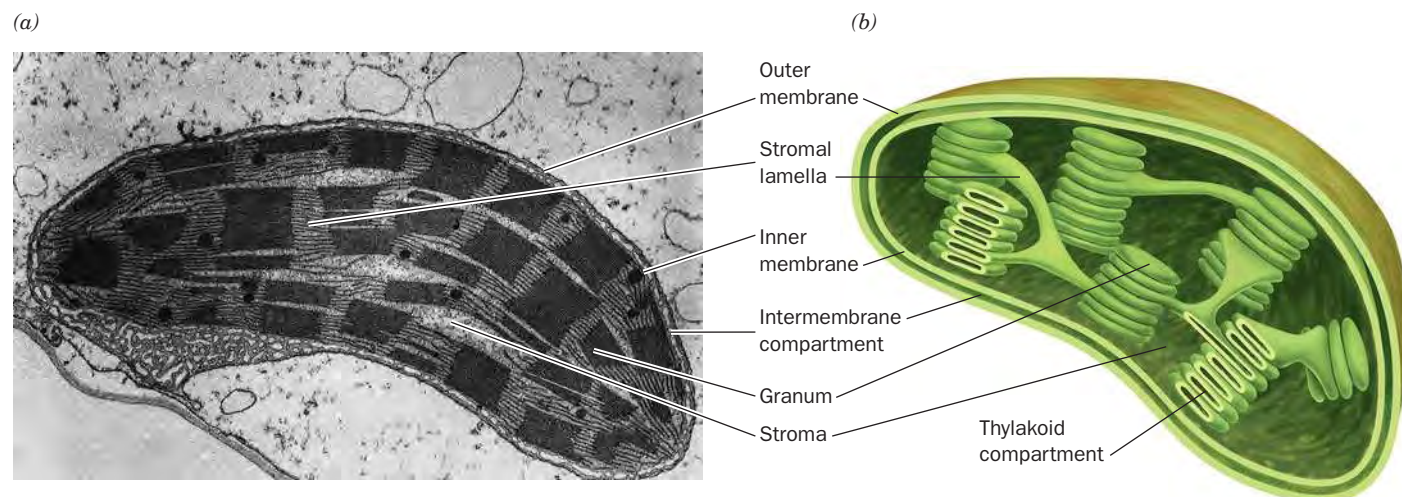 (a)
(b)
Outer
membrane
Stromal
lamella
Inner
membrane
Intermembrane
compartment
Granum
Stroma
Thylakoid
compartment